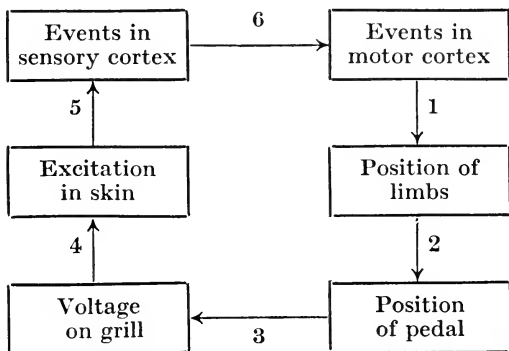 Events in
sensory cortex
6
Events in
motor cortex
5
1
Excitation
in skin
Position of
limbs
4
2
Voltage
on grill
3
Position
of pedal